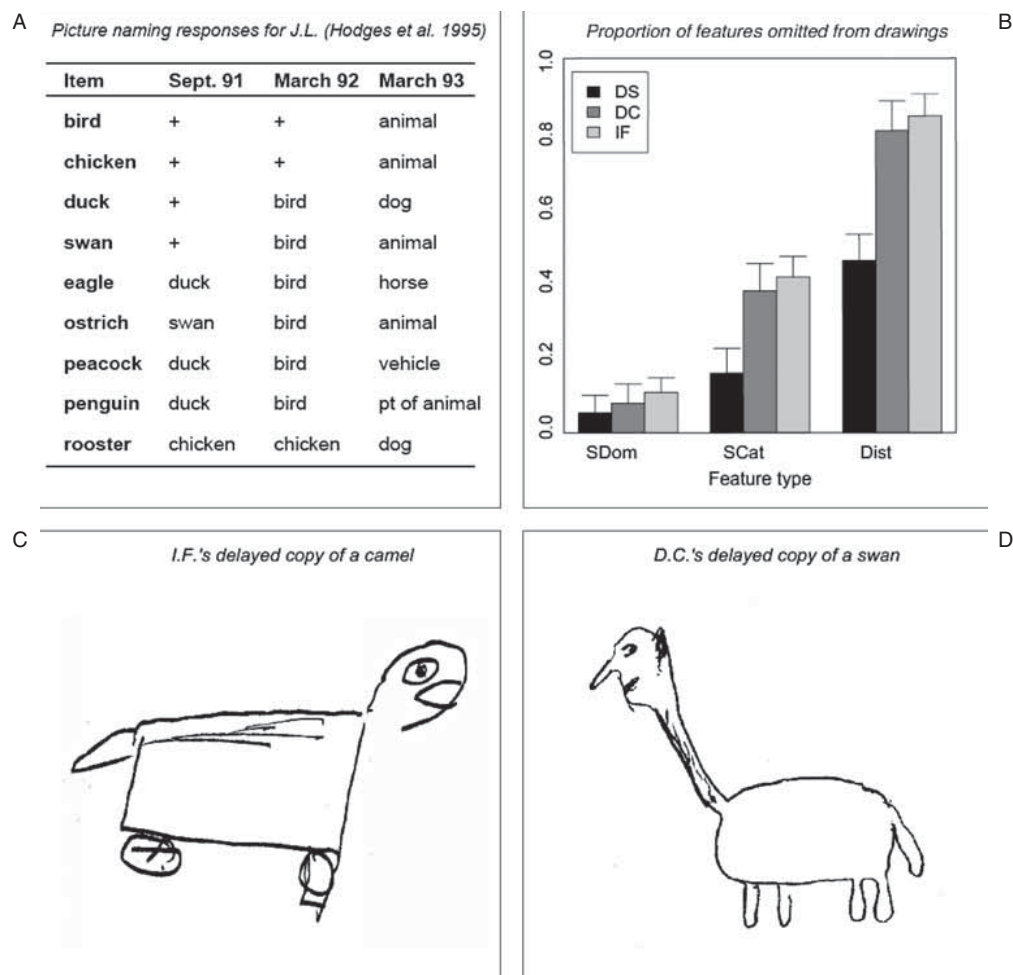 A
Picture naming responses for J.L. (Hodges et al. 1995)
Item Sept. 91 March 92 March 93
bird + + animal
chicken + + animal
duck + bird dog
swan + bird animal
eagle duck bird horse
ostrich swan bird animal
peacock duck bird vehicle
penguin duck bird pt of animal
rooster chicken chicken dog
B
Proportion of features omitted from drawings
1.0
0.8
0.6
0.4
0.2
0.0
DS
DC
IF
SDom SCat Dist
Feature type
C
I.F.'s delayed copy of a camel
D
D.C.'s delayed copy of a swan